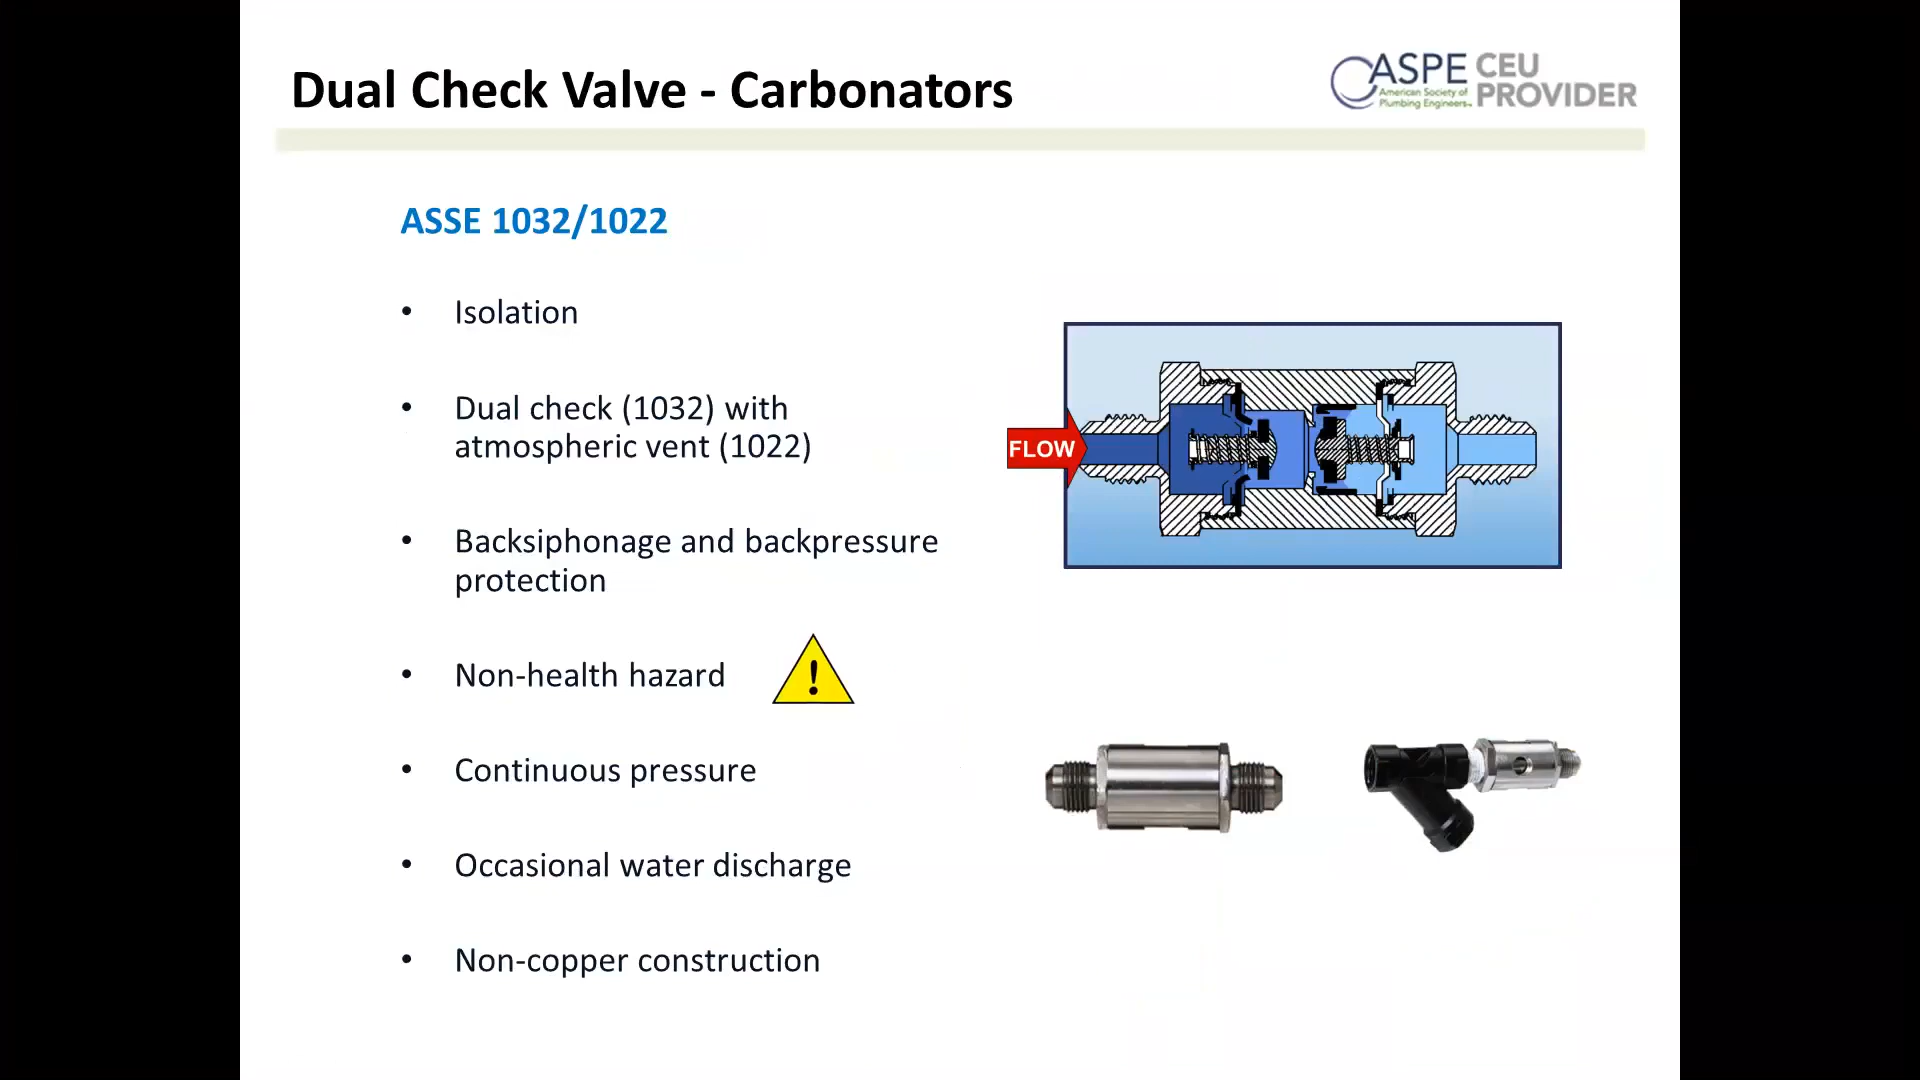 Dual Check Valve - Carbonators
ASPE CEU
American Society of
Plumbing Engineers
PROVIDER
ASSE 1032/1022
• Isolation
• Dual check (1032) with
atmospheric vent (1022)
• Backsiphonage and backpressure
protection
• Non-health hazard
!
• Continuous pressure
• Occasional water discharge
• Non-copper construction
FLOW